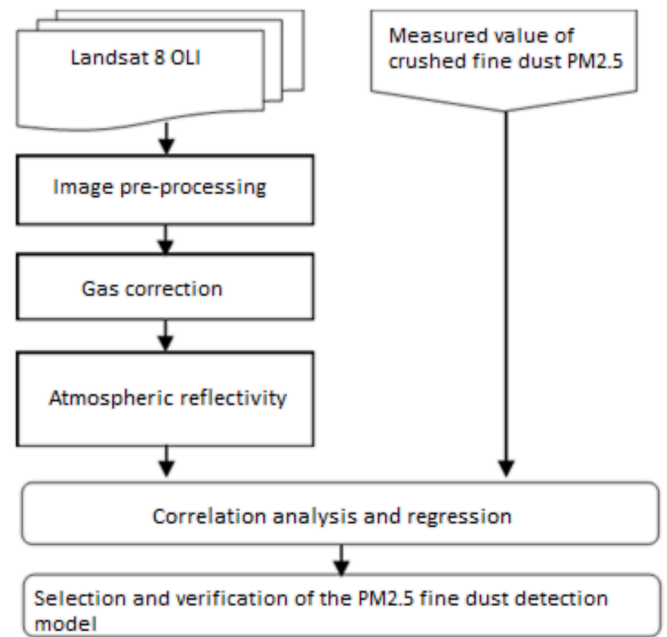 Landsat 8 OLI
Measured value of
crushed fine dust PM2.5
Image pre-processing
Gas correction
Atmospheric reflectivity
Correlation analysis and regression
Selection and verification of the PM2.5 fine dust detection
model